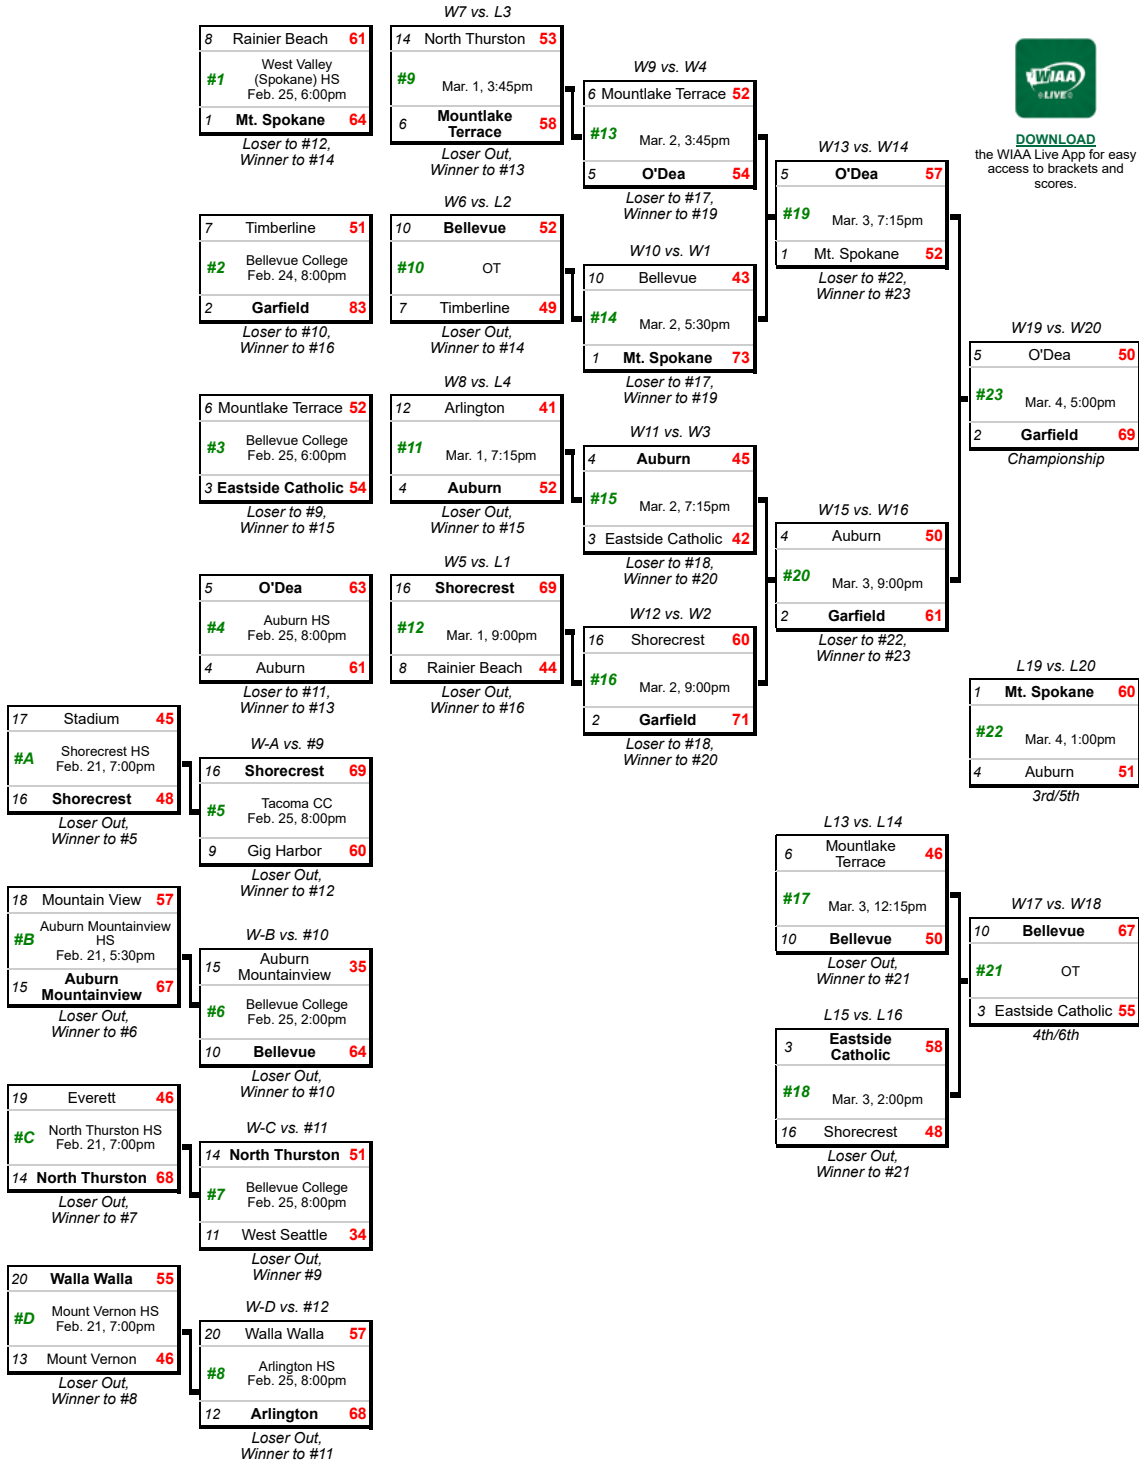 W7 vs. L3
8 Rainier Beach 61
#1 West Valley
(Spokane) HS
Feb. 25, 6:00pm
1 Mt. Spokane 64
Loser to #12,
Winner to #14
7 Timberline 51
#2 Bellevue College
Feb. 24, 8:00pm
2 Garfield 83
Loser to #10,
Winner to #16
6 Mountlake Terrace 52
#3 Bellevue College
Feb. 25, 6:00pm
3 Eastside Catholic 54
Loser to #9,
Winner to #15
5 O'Dea 63
#4 Auburn HS
Feb. 25, 8:00pm
4 Auburn 61
Loser to #11,
Winner to #13
14 North Thurston 53
#9 Mar. 1, 3:45pm
6 Mountlake
Terrace 58
Loser Out,
Winner to #13
W6 vs. L2
10 Bellevue 52
#10 OT
7 Timberline 49
Loser Out,
Winner to #14
W8 vs. L4
12 Arlington 41
#11 Mar. 1, 7:15pm
4 Auburn 52
Loser Out,
Winner to #15
W5 vs. L1
16 Shorecrest 69
#12 Mar. 1, 9:00pm
8 Rainier Beach 44
Loser Out,
Winner to #16
W9 vs. W4
6 Mountlake Terrace 52
#13 Mar. 2, 3:45pm
5 O'Dea 54
Loser to #17,
Winner to #19
W10 vs. W1
10 Bellevue 43
#14 Mar. 2, 5:30pm
1 Mt. Spokane 73
Loser to #17,
Winner to #19
W11 vs. W3
4 Auburn 45
#15 Mar. 2, 7:15pm
3 Eastside Catholic 42
Loser to #18,
Winner to #20
W12 vs. W2
16 Shorecrest 60
#16 Mar. 2, 9:00pm
2 Garfield 71
Loser to #18,
Winner to #20
W13 vs. W14
5 O'Dea 57
#19 Mar. 3, 7:15pm
1 Mt. Spokane 52
Loser to #22,
Winner to #23
W15 vs. W16
4 Auburn 50
#20 Mar. 3, 9:00pm
2 Garfield 61
Loser to #22,
Winner to #23
WIAA
LIVE
DOWNLOAD
the WIAA Live App for easy
access to brackets and
scores.
W19 vs. W20
5 O'Dea 50
#23 Mar. 4, 5:00pm
2 Garfield 69
Championship
L19 vs. L20
1 Mt. Spokane 60
#22 Mar. 4, 1:00pm
4 Auburn 51
3rd/5th
17 Stadium 45
#A Shorecrest HS
Feb. 21, 7:00pm
16 Shorecrest 48
Loser Out,
Winner to #5
18 Mountain View 57
#B Auburn Mountainview
HS
Feb. 21, 5:30pm
15 Auburn
Mountainview 67
Loser Out,
Winner to #6
19 Everett 46
#C North Thurston HS
Feb. 21, 7:00pm
14 North Thurston 68
Loser Out,
Winner to #7
20 Walla Walla 55
#D Mount Vernon HS
Feb. 21, 7:00pm
13 Mount Vernon 46
Loser Out,
Winner to #8
W-A vs. #9
16 Shorecrest 69
#5 Tacoma CC
Feb. 25, 8:00pm
9 Gig Harbor 60
Loser Out,
Winner to #12
W-B vs. #10
15 Auburn
Mountainview 35
#6 Bellevue College
Feb. 25, 2:00pm
10 Bellevue 64
Loser Out,
Winner to #10
W-C vs. #11
14 North Thurston 51
#7 Bellevue College
Feb. 25, 8:00pm
11 West Seattle 34
Loser Out,
Winner #9
W-D vs. #12
20 Walla Walla 57
#8 Arlington HS
Feb. 25, 8:00pm
12 Arlington 68
Loser Out,
Winner to #11
L13 vs. L14
6 Mountlake
Terrace 46
#17 Mar. 3, 12:15pm
10 Bellevue 50
Loser Out,
Winner to #21
L15 vs. L16
3 Eastside
Catholic 58
#18 Mar. 3, 2:00pm
16 Shorecrest 48
Loser Out,
Winner to #21
W17 vs. W18
10 Bellevue 67
#21 OT
3 Eastside Catholic 55
4th/6th